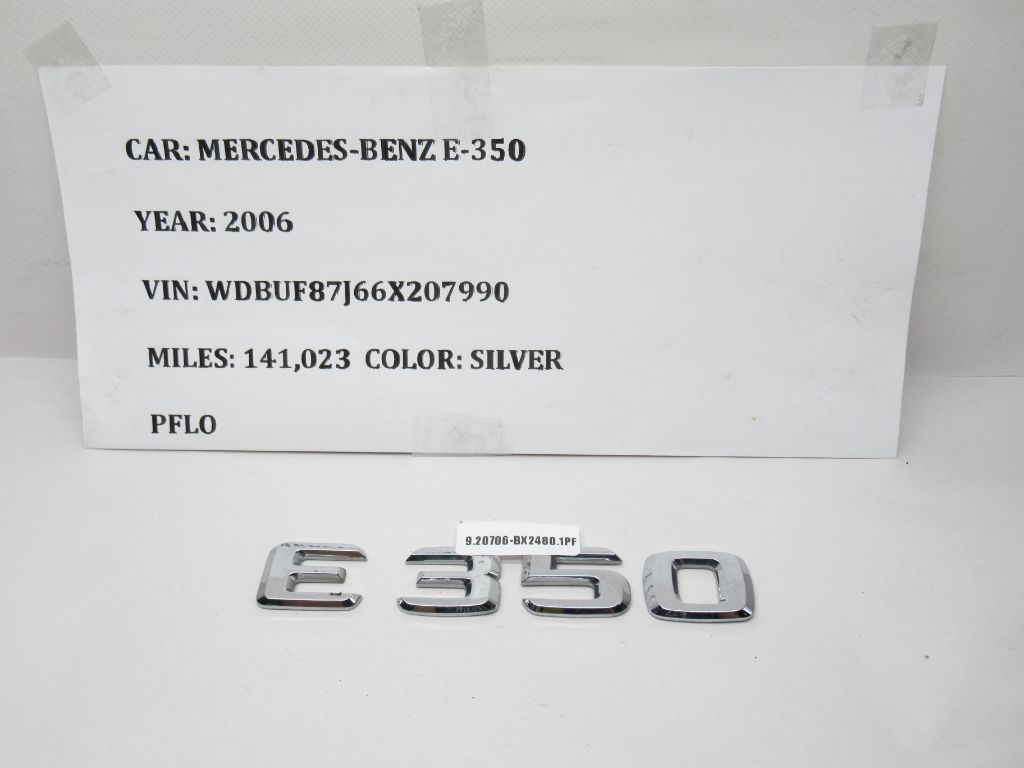 CAR: MERCEDES-BENZ E-350
YEAR: 2006
VIN: WDBUF87J66X207990
MILES: 141,023 COLOR: SILVER
PFLO
9.20706-BX2480.1PF
E 350